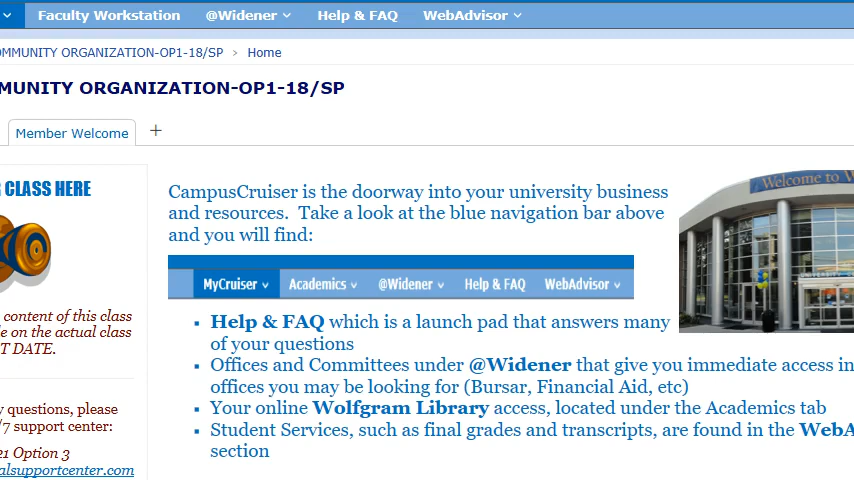 Faculty Workstation @Widener Help & FAQ WebAdvisor
OMMUNITY ORGANIZATION-OP1-18/SP > Home
MUNITY ORGANIZATION-OP1-18/SP
Member Welcome +
CLASS HERE
content of this class
e on the actual class
T DATE.
y questions, please
/7 support center:
21 Option 3
alsupportcenter.com
CampusCruiser is the doorway into your university business
and resources. Take a look at the blue navigation bar above
and you will find:
MyCruiser Academics @Widener Help & FAQ WebAdvisor
▪ Help & FAQ which is a launch pad that answers many
of your questions
▪ Offices and Committees under @Widener that give you immediate access in
offices you may be looking for (Bursar, Financial Aid, etc)
▪ Your online Wolfgram Library access, located under the Academics tab
▪ Student Services, such as final grades and transcripts, are found in the WebA
section
Welcome to W